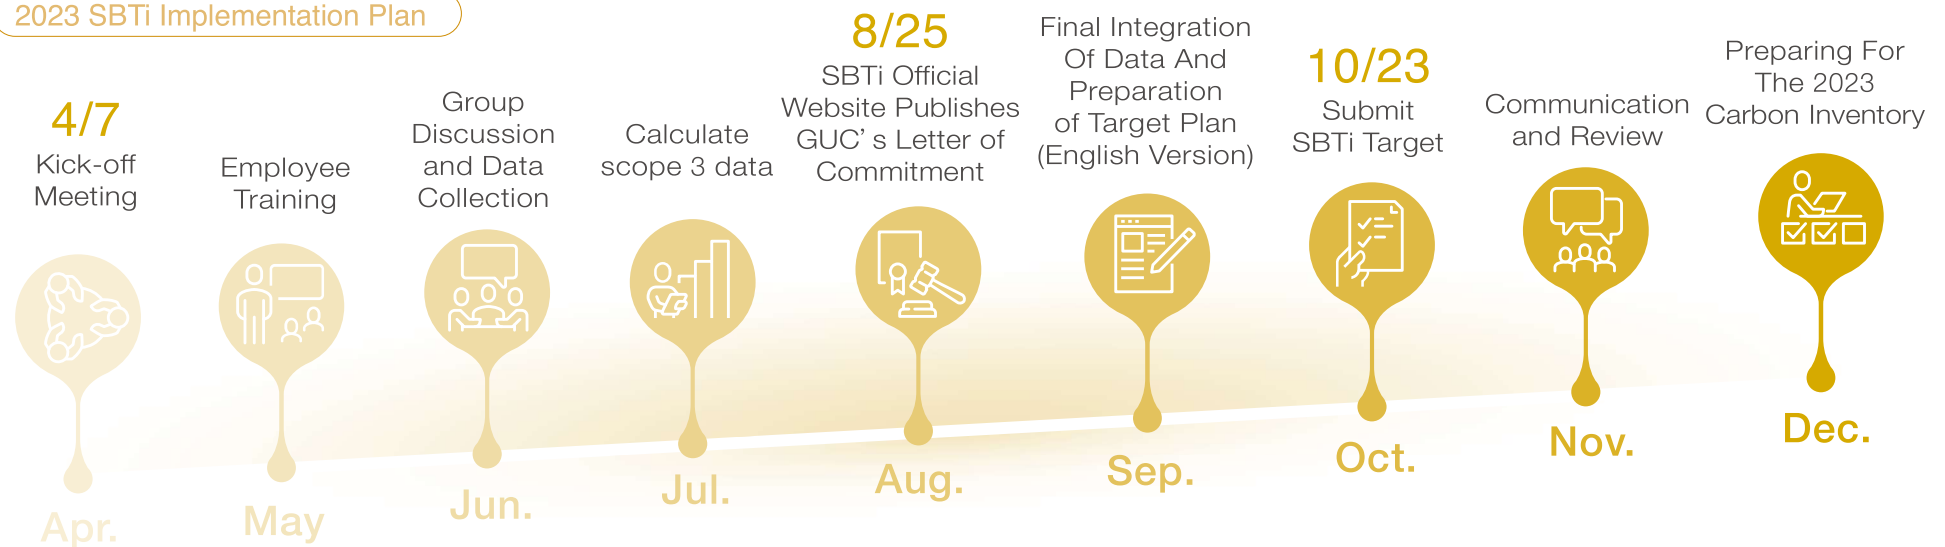 2023 SBTi Implementation Plan
4/7
Kick-off
Meeting
Apr.
Employee
Training
May
Group
Discussion
and Data
Collection
Jun.
Calculate
scope 3 data
Jul.
8/25
SBTi Official
Website Publishes
GUC’s Letter of
Commitment
Aug.
Final Integration
Of Data And
Preparation
of Target Plan
(English Version)
Sep.
10/23
Submit
SBTi Target
Oct.
Communication
and Review
Nov.
Preparing For
The 2023
Carbon Inventory
Dec.